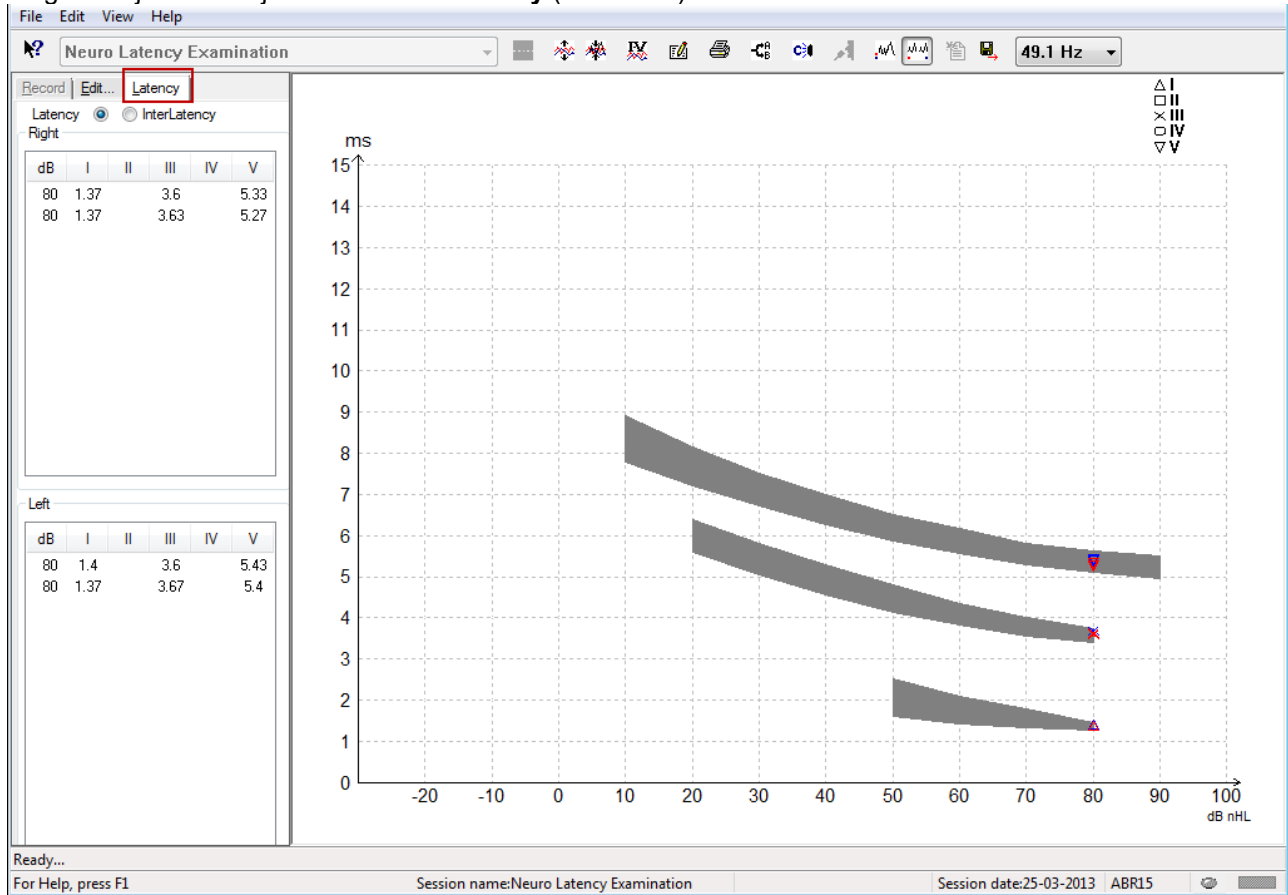 File Edit View Help
Neuro Latency Examination 49.1 Hz
Record Edit... Latency
Latency InterLatency
Right
dB I II III IV V
80 1.37 3.6 5.33
80 1.37 3.63 5.27
Left
dB I II III IV V
80 1.4 3.6 5.43
80 1.37 3.67 5.4
I
II
III
IV
V
ms
15
14
13
12
11
10
9
8
7
6
5
4
3
2
1
0
-20 -10 0 10 20 30 40 50 60 70 80 90 100
dB nHL
Ready...
For Help, press F1 Session name:Neuro Latency Examination Session date:25-03-2013 ABR15